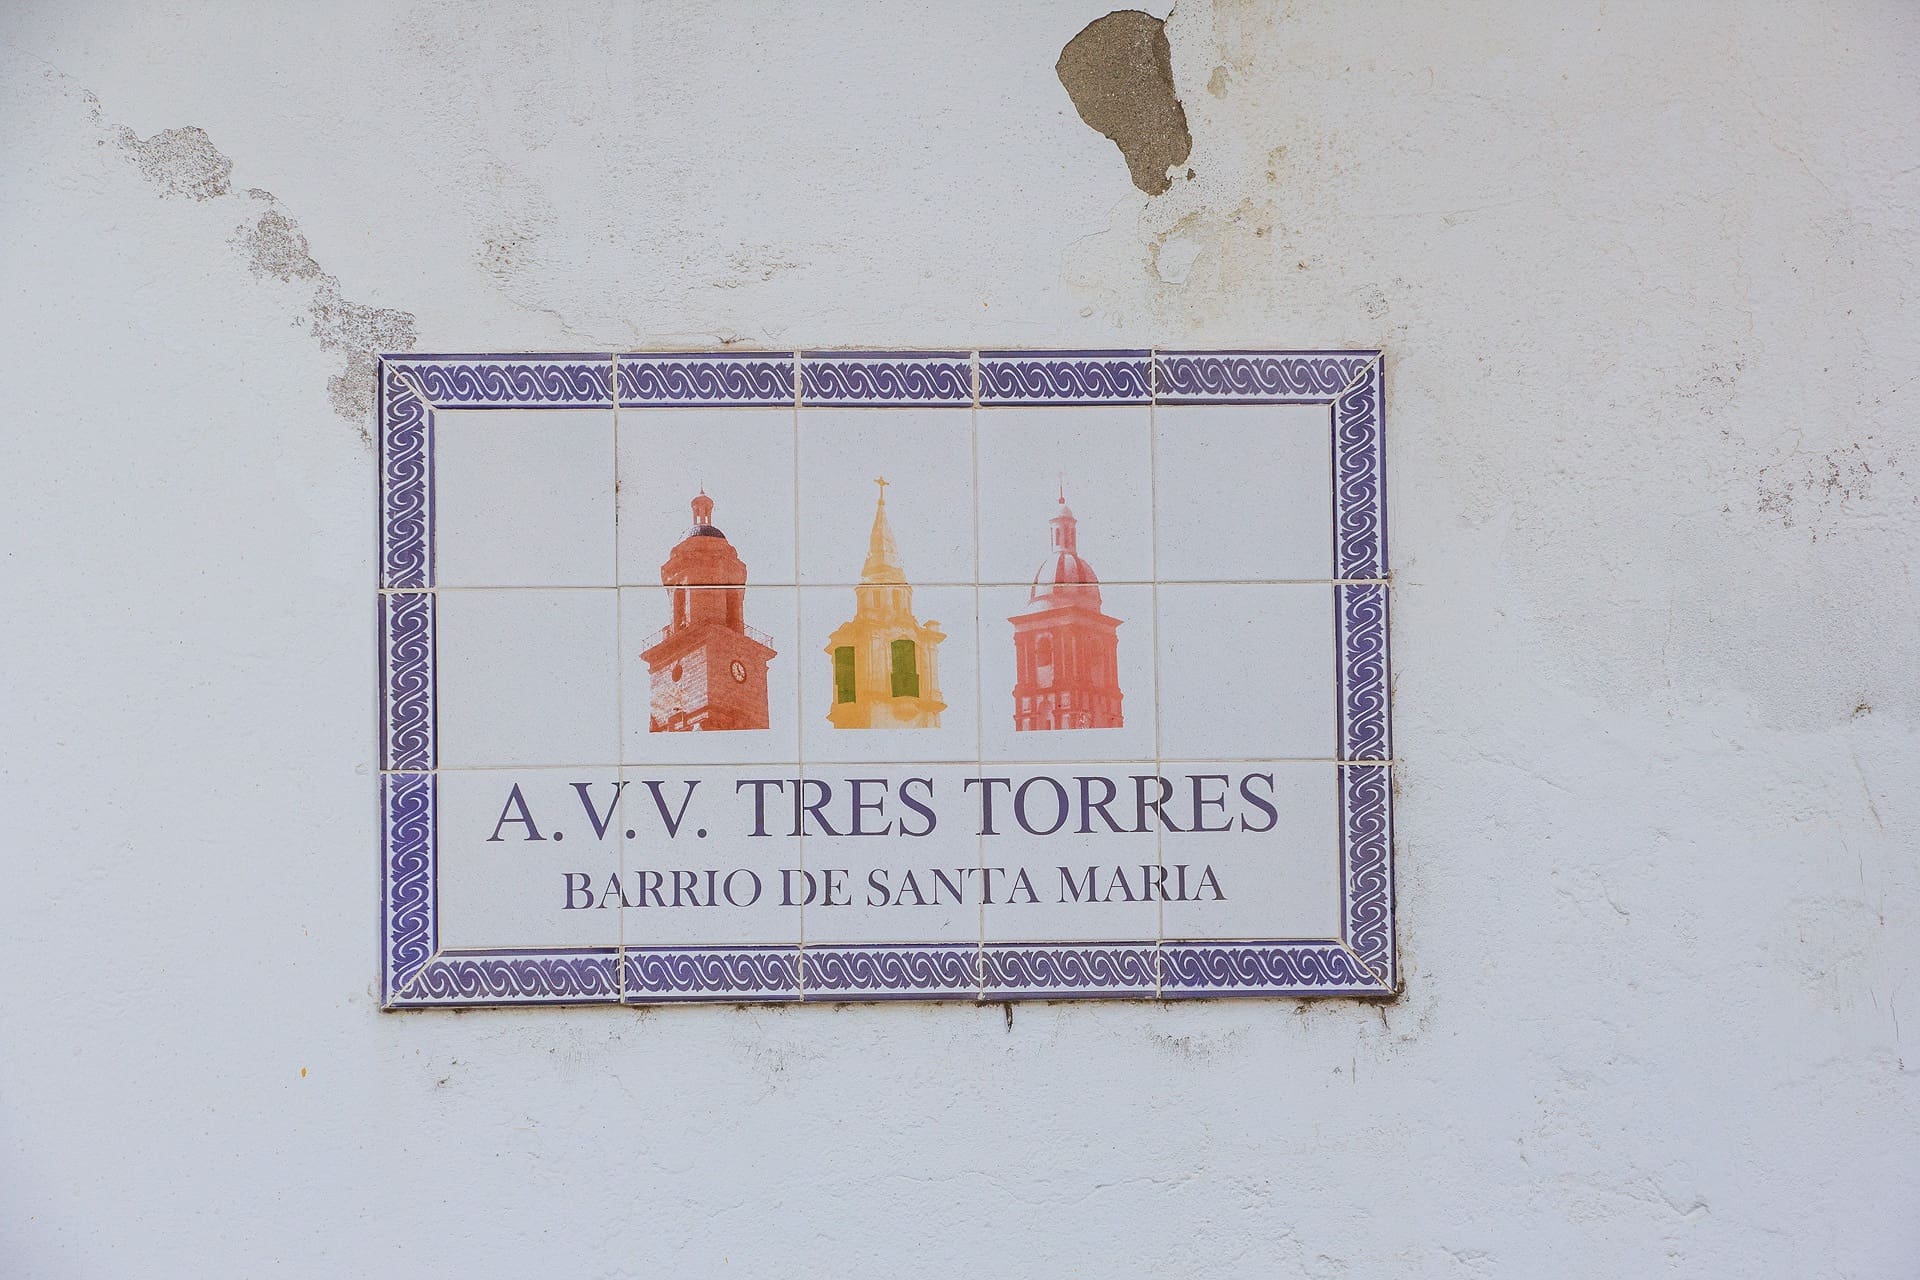 A.V.V. TRES TORRES
BARRIO DE SANTA MARIA